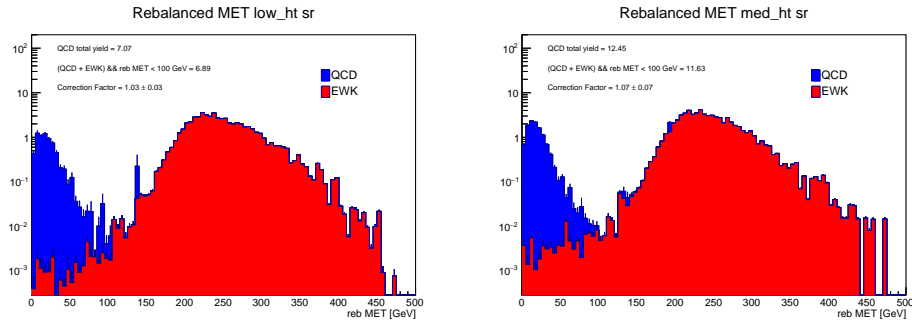 Rebalanced MET low_ht sr
QCD total yield = 7.07
(QCD + EWK) && reb MET < 100 GeV = 6.89
Correction Factor = 1.03 ± 0.03
QCD
EWK
10²
10
1
10⁻¹
10⁻²
10⁻³
0 50 100 150 200 250 300 350 400 450 500
reb MET [GeV]
Rebalanced MET med_ht sr
QCD total yield = 12.45
(QCD + EWK) && reb MET < 100 GeV = 11.63
Correction Factor = 1.07 ± 0.07
QCD
EWK
10²
10
1
10⁻¹
10⁻²
10⁻³
0 50 100 150 200 250 300 350 400 450 500
reb MET [GeV]